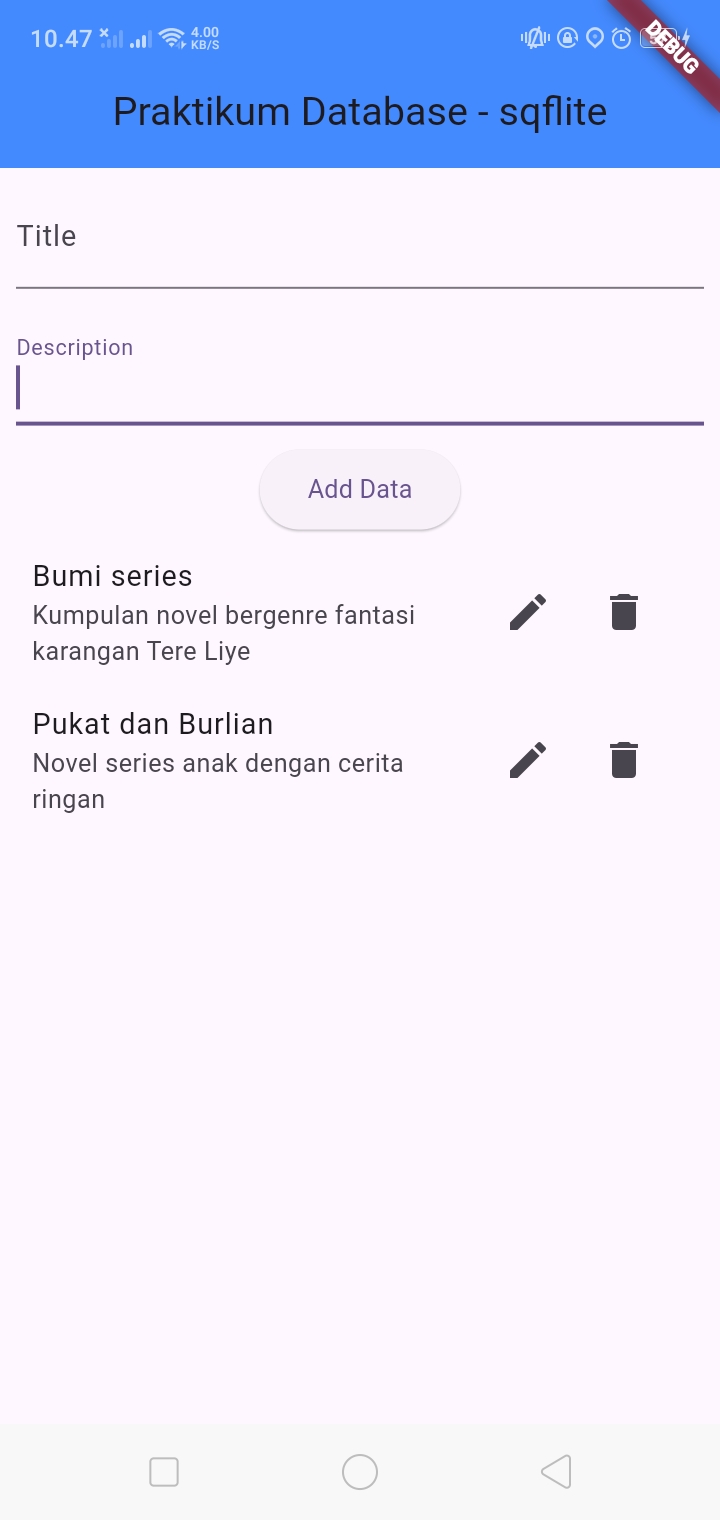 10.47
4.00
KB/S
DEBUG
Praktikum Database - sqflite
Title
Description
Add Data
Bumi series
Kumpulan novel bergenre fantasi
karangan Tere Liye
Pukat dan Burlian
Novel series anak dengan cerita
ringan